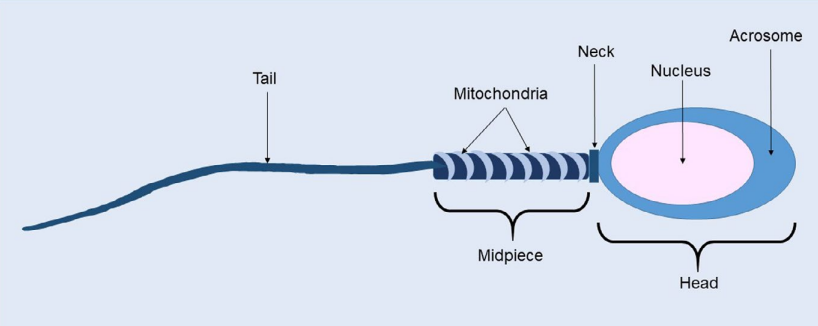 Acrosome
Neck
Nucleus
Tail
Mitochondria
Midpiece
Head